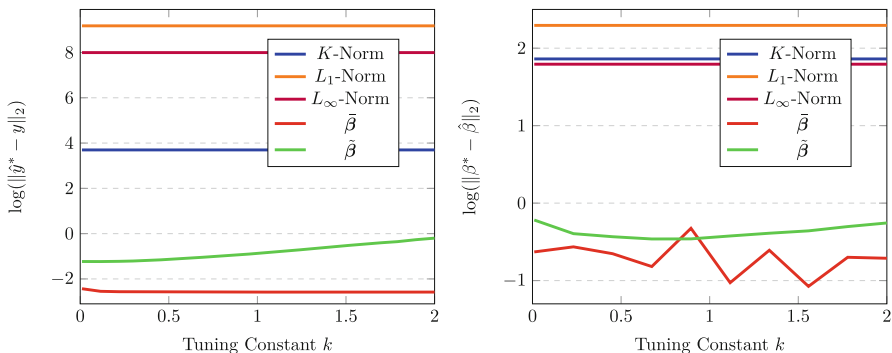 log(‖ŷ* − y‖₂)
8
6
4
2
0
−2
0
0.5
1
1.5
2
Tuning Constant k
K-Norm
L₁-Norm
L∞-Norm
β̄
β̃
log(‖β* − β̂‖₂)
2
1
0
−1
0
0.5
1
1.5
2
Tuning Constant k
K-Norm
L₁-Norm
L∞-Norm
β̄
β̃